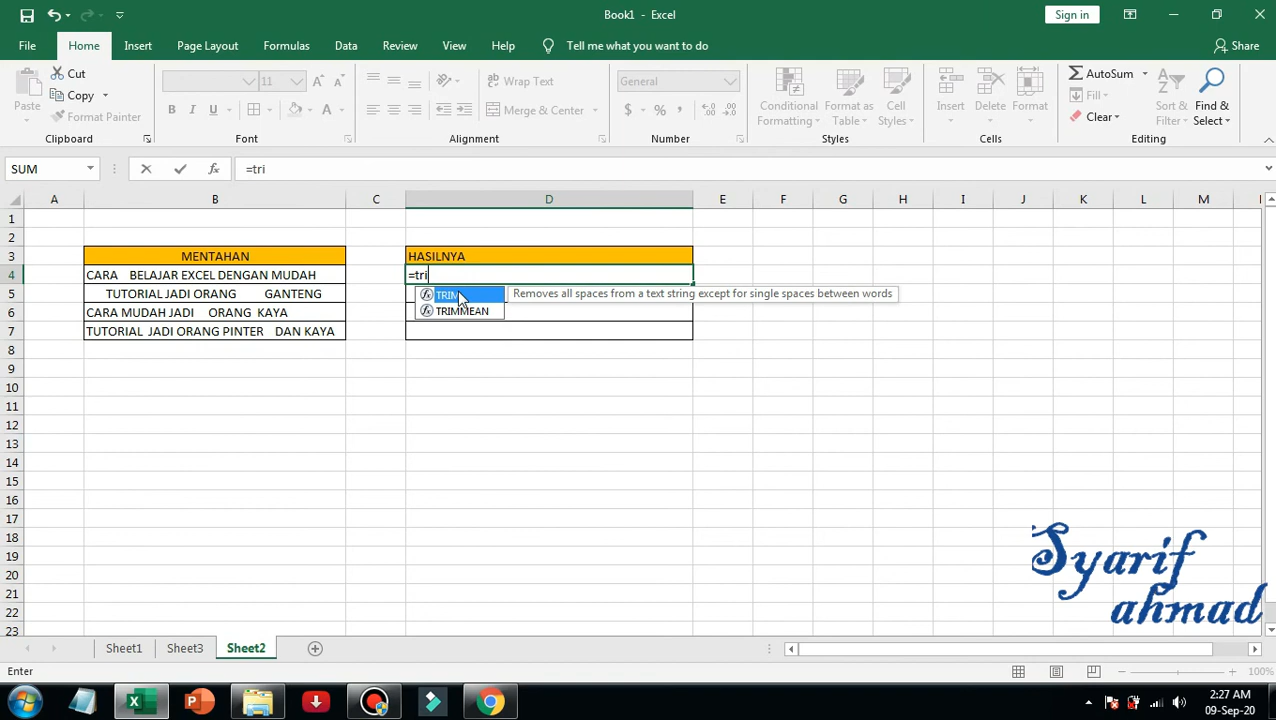 Book1 - Excel
Sign in
File Home Insert Page Layout Formulas Data Review View Help Tell me what you want to do Share
Cut
Copy
Format Painter
Paste
Clipboard
11
B I U A
Font
Wrap Text
Merge & Center
Alignment
General
$ % ,
Number
Conditional Formatting
Format as Table
Cell Styles
Styles
Insert
Delete
Format
Cells
AutoSum
Fill
Clear
Sort & Filter
Find & Select
Editing
SUM
fx
=tri
A B C D E F G H I J K L M
1
2
3 MENTAHAN HASILNYA
4 CARA    BELAJAR EXCEL DENGAN MUDAH =tri
5 TUTORIAL JADI ORANG        GANTENG
TRIM Removes all spaces from a text string except for single spaces between words
6 CARA MUDAH JADI    ORANG  KAYA
TRIMMEAN
7 TUTORIAL  JADI ORANG PINTER    DAN KAYA
8
9
10
11
12
13
14
15
16
17
18
19
20
21
22
23
Syarif
ahmad
Sheet1 Sheet3 Sheet2
Enter
100%
2:27 AM
09-Sep-20